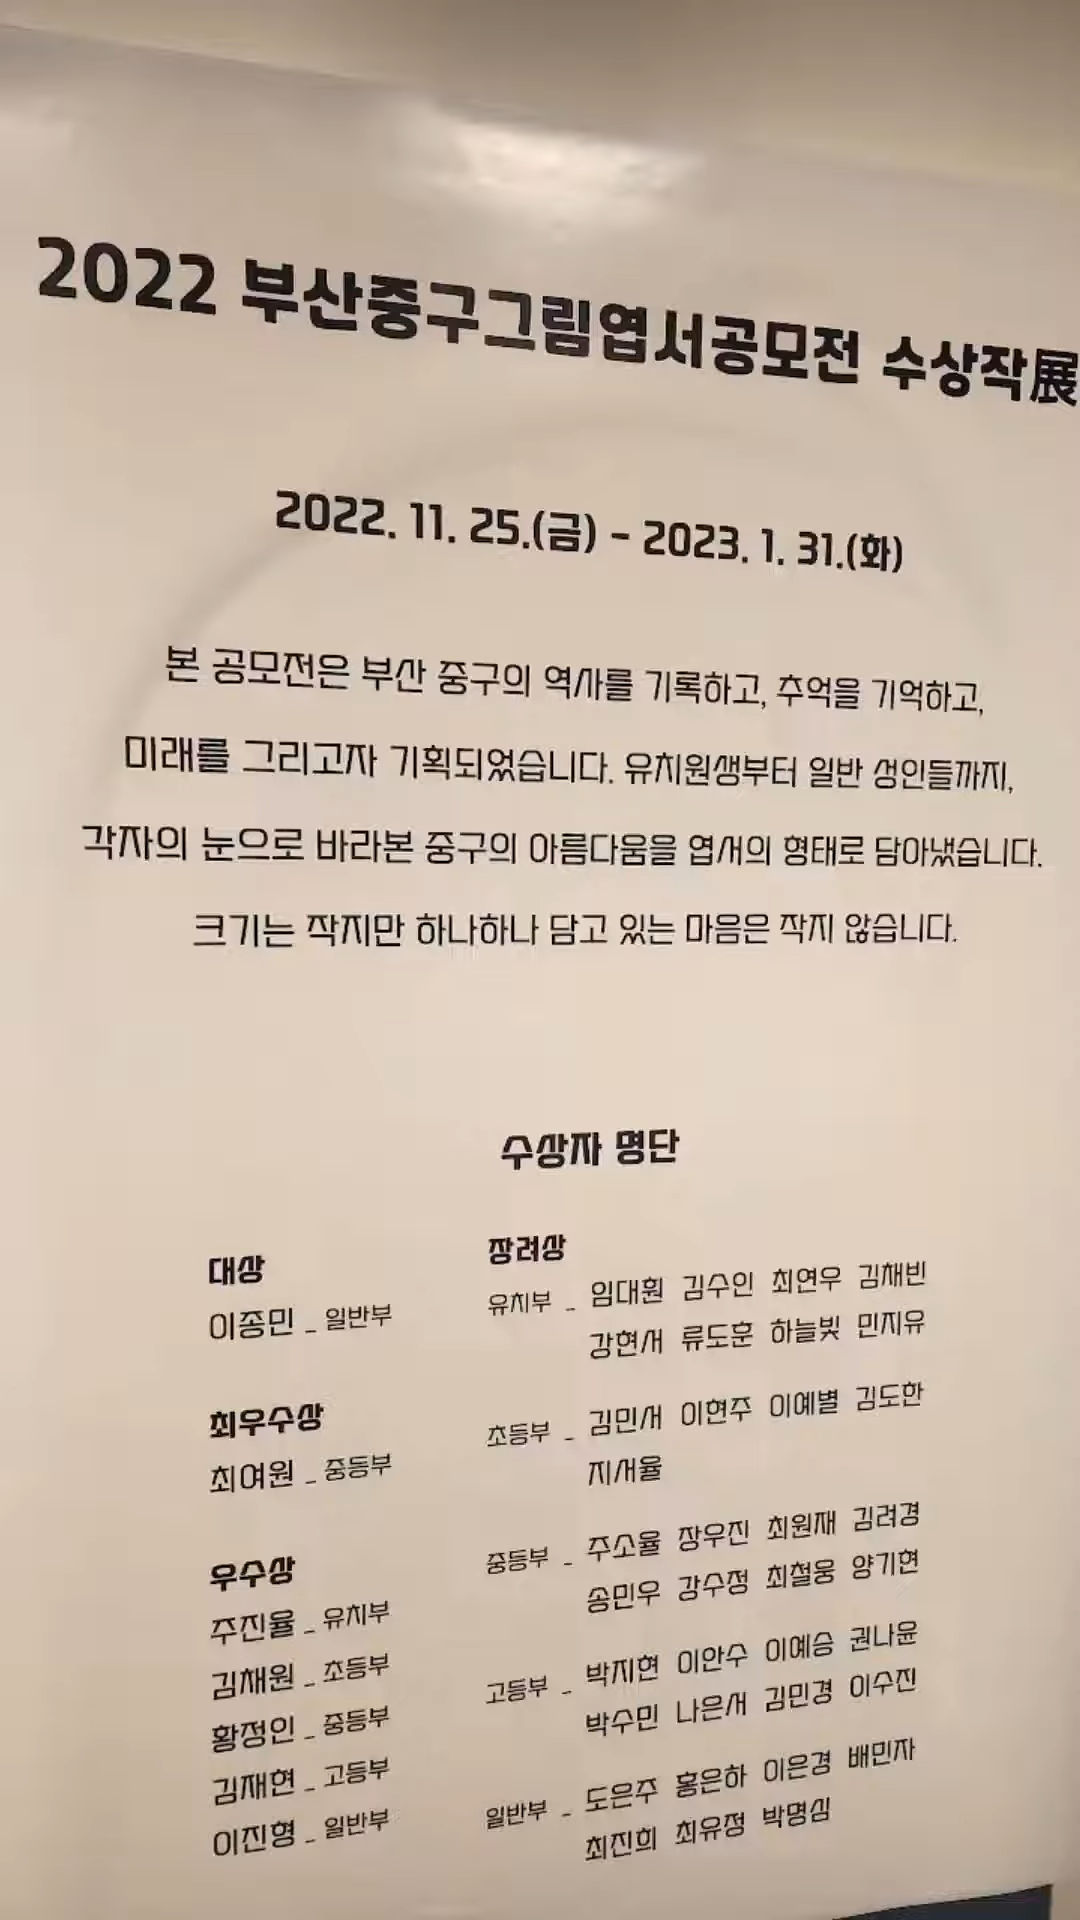 2022 부산중구그림엽서공모전 수상작展
2022. 11. 25.(금) - 2023. 1. 31.(화)
본 공모전은 부산 중구의 역사를 기록하고, 추억을 기억하고,
미래를 그리고자 기획되었습니다. 유치원생부터 일반 성인들까지,
각자의 눈으로 바라본 중구의 아름다움을 엽서의 형태로 담아냈습니다.
크기는 작지만 하나하나 담고 있는 마음은 작지 않습니다.
수상자 명단
대상
이종민 _ 일반부
최우수상
최여원 _ 중등부
우수상
주진율 _ 유치부
김채원 _ 초등부
황정인 _ 중등부
김재현 _ 고등부
이진형 _ 일반부
장려상
유치부 _ 임대훤 김수인 최연우 김채빈
강현서 류도훈 하늘빛 민지유
초등부 _ 김민서 이현주 이예별 김도한
지서율
중등부 _ 주소율 장우진 최원재 김려경
송민우 강수정 최철웅 양기현
고등부 _ 박지현 이안수 이예승 권나윤
박수민 나은서 김민경 이수진
일반부 _ 도은주 홍은하 이은경 배민자
최진희 최유정 박명심